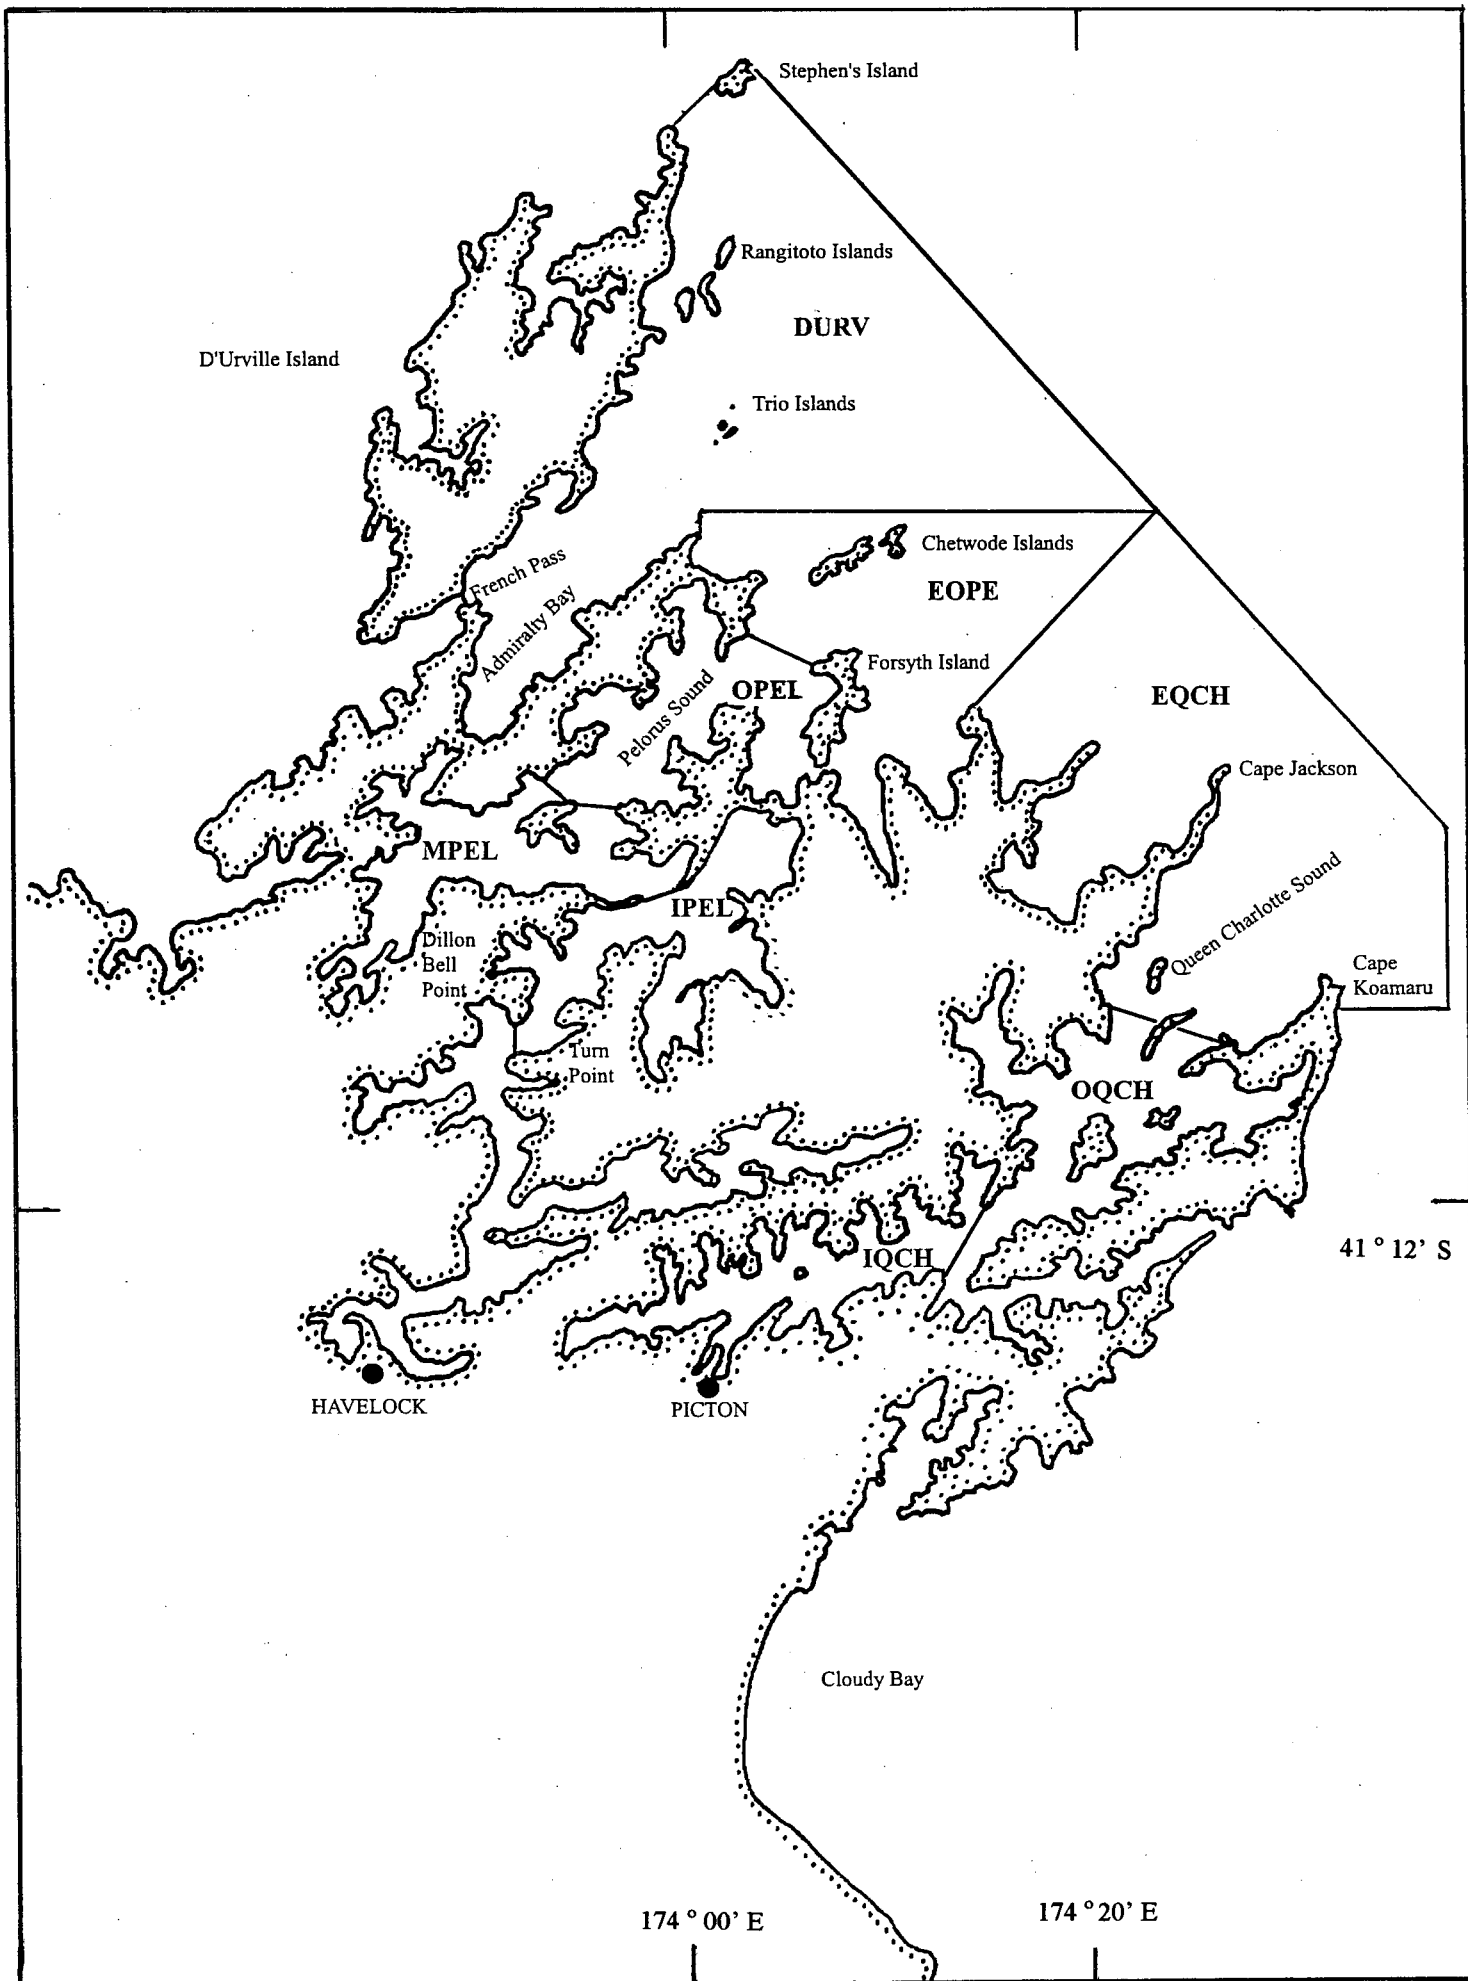 Stephen's Island
Rangitoto Islands
DURV
D'Urville Island
Trio Islands
Chetwode Islands
French Pass
EOPE
Admiralty Bay
Forsyth Island
OPEL
EQCH
Pelorus Sound
Cape Jackson
MPEL
IPEL
Queen Charlotte Sound
Dillon
Bell
Point
Cape
Koamaru
Turn
Point
OQCH
IQCH
41° 12' S
HAVELOCK
PICTON
Cloudy Bay
174° 00' E
174° 20' E